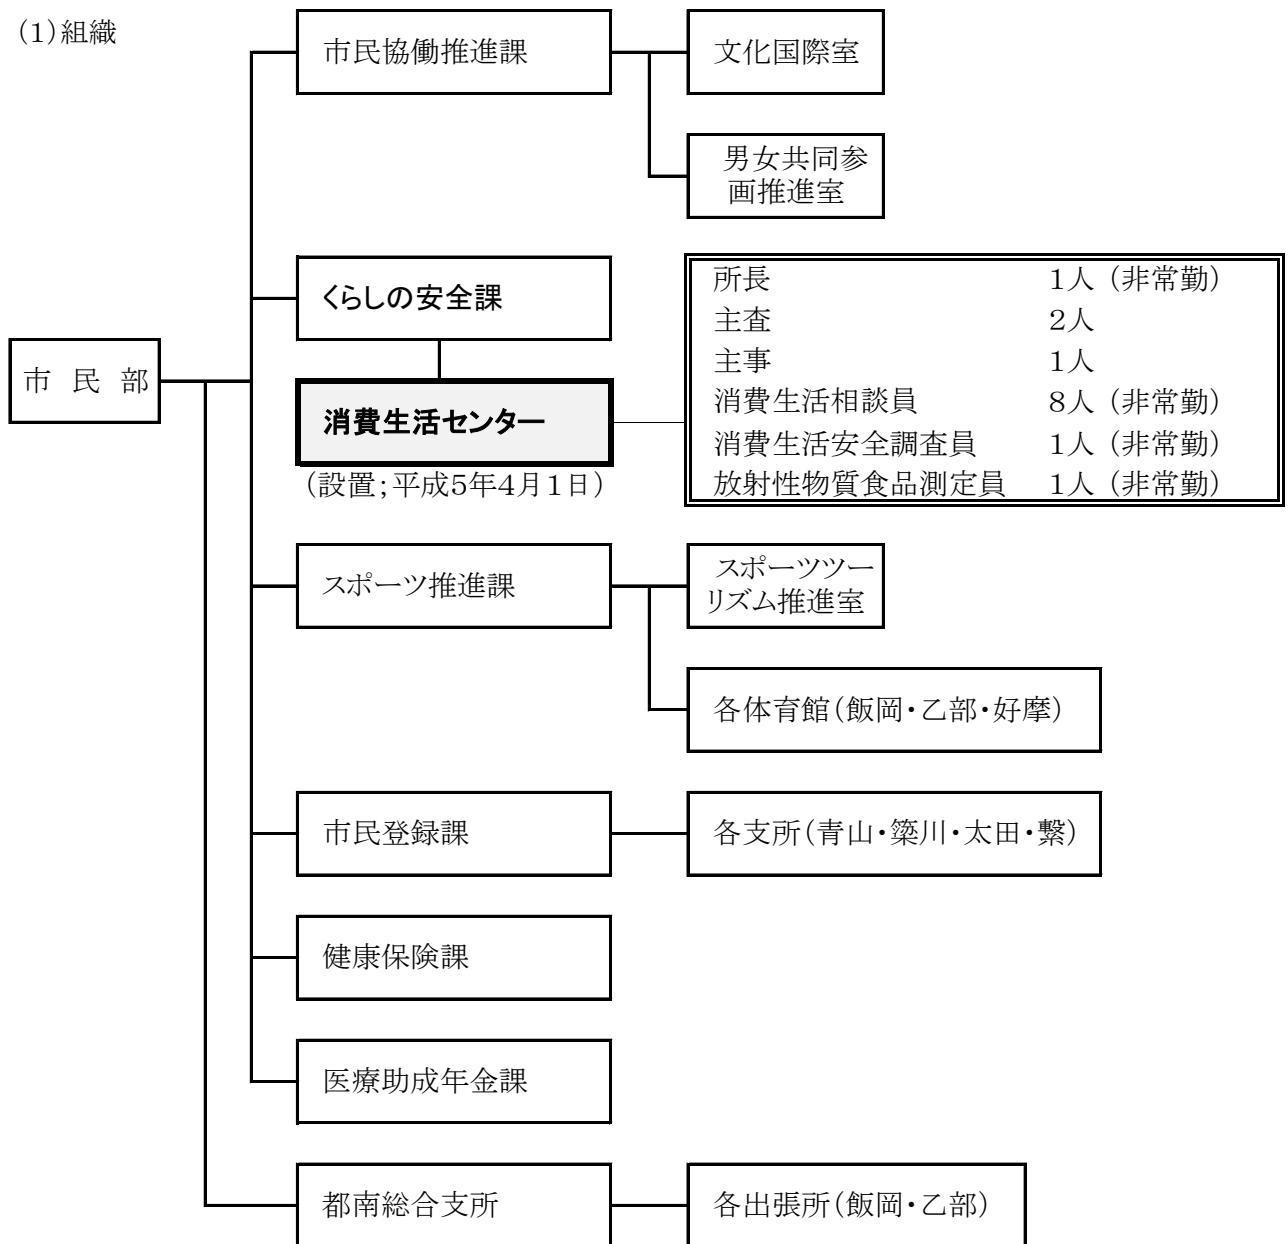 (1)組織
市民協働推進課
文化国際室
男女共同参
画推進室
くらしの安全課
所長 1人 (非常勤)
主査 2人
主事 1人
消費生活相談員 8人 (非常勤)
消費生活安全調査員 1人 (非常勤)
放射性物質食品測定員 1人 (非常勤)
市 民 部
消費生活センター
(設置;平成5年4月1日)
スポーツ推進課
スポーツツー
リズム推進室
各体育館(飯岡・乙部・好摩)
市民登録課
各支所(青山・簗川・太田・繋)
健康保険課
医療助成年金課
都南総合支所
各出張所(飯岡・乙部)